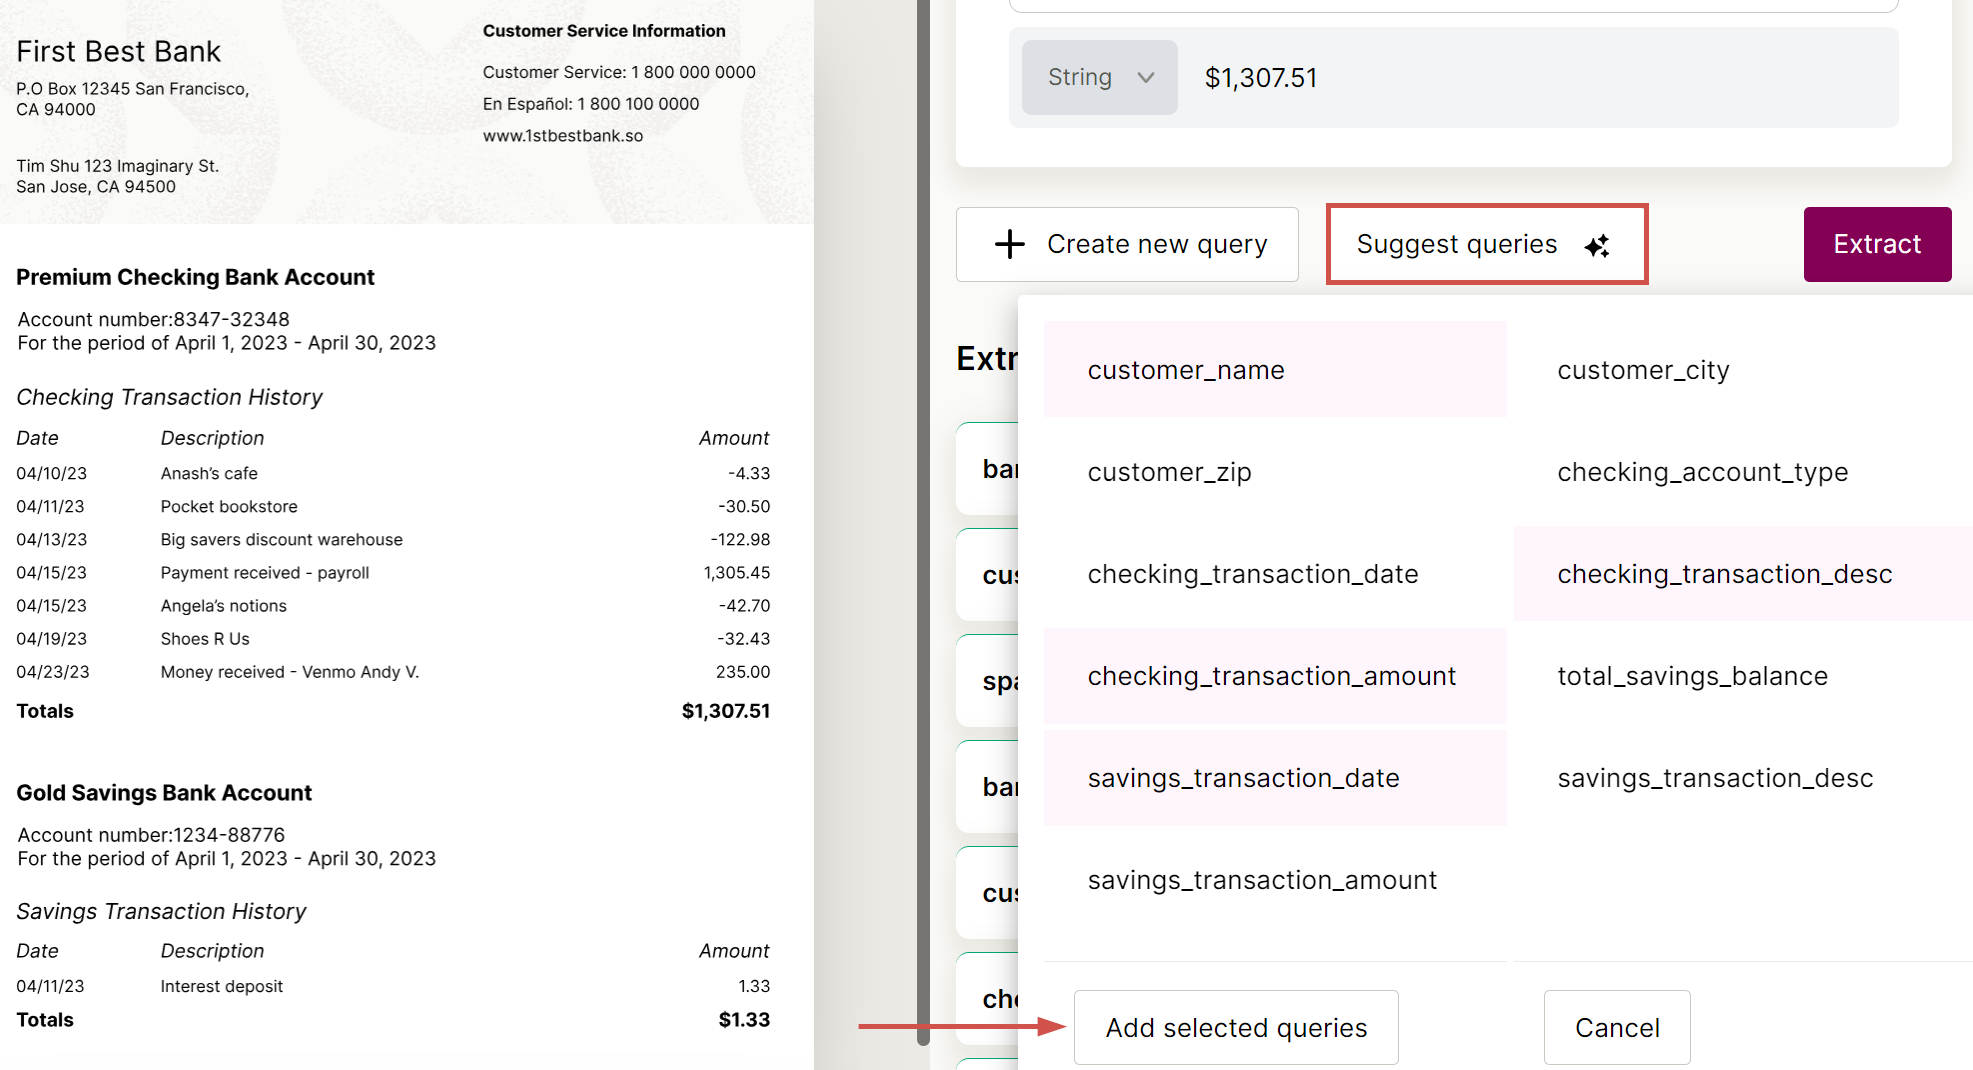 First Best Bank
P.O Box 12345 San Francisco,
CA 94000
Tim Shu 123 Imaginary St.
San Jose, CA 94500
Customer Service Information
Customer Service: 1 800 000 0000
En Español: 1 800 100 0000
www.1stbestbank.so
Premium Checking Bank Account
Account number:8347-32348
For the period of April 1, 2023 - April 30, 2023
Checking Transaction History
Date Description Amount
04/10/23 Anash’s cafe -4.33
04/11/23 Pocket bookstore -30.50
04/13/23 Big savers discount warehouse -122.98
04/15/23 Payment received - payroll 1,305.45
04/15/23 Angela’s notions -42.70
04/19/23 Shoes R Us -32.43
04/23/23 Money received - Venmo Andy V. 235.00
Totals $1,307.51
Gold Savings Bank Account
Account number:1234-88776
For the period of April 1, 2023 - April 30, 2023
Savings Transaction History
Date Description Amount
04/11/23 Interest deposit 1.33
Totals $1.33
String $1,307.51
Create new query Suggest queries Extract
customer_name customer_city
customer_zip checking_account_type
checking_transaction_date checking_transaction_desc
checking_transaction_amount total_savings_balance
savings_transaction_date savings_transaction_desc
savings_transaction_amount
Add selected queries Cancel